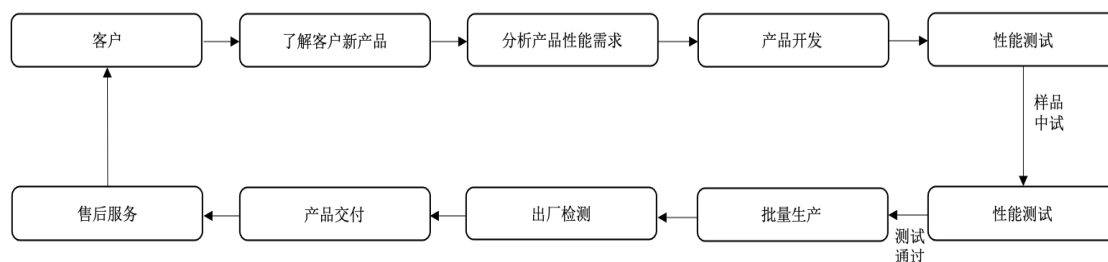 客户
了解客户新产品
分析产品性能需求
产品开发
性能测试
样品
中试
售后服务
产品交付
出厂检测
批量生产
测试
通过
性能测试